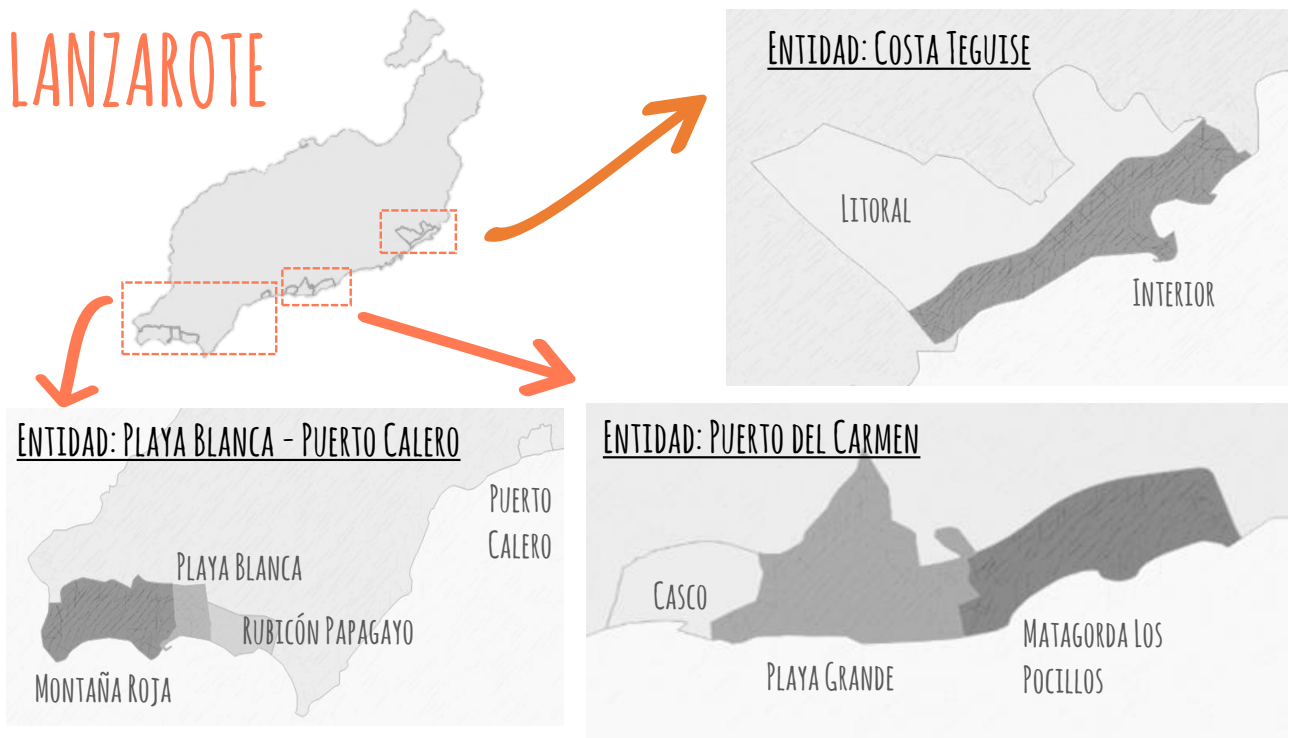 LANZAROTE
ENTIDAD: COSTA TEGUISE
LITORAL
INTERIOR
ENTIDAD: PLAYA BLANCA - PUERTO CALERO
PUERTO
CALERO
PLAYA BLANCA
RUBICÓN PAPAGAYO
MONTAÑA ROJA
ENTIDAD: PUERTO DEL CARMEN
CASCO
PLAYA GRANDE
MATAGORDA LOS
POCILLOS